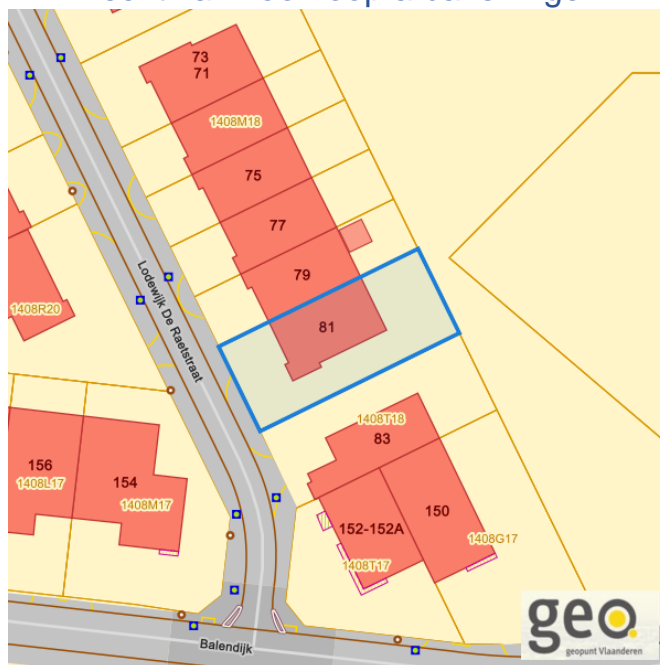 73
71
1408M18
75
77
79
81
Lodewijk De Raetstraat
1408R20
1408T18
83
156
1408L17
154
1408M17
152-152A
150
1408G17
1408T17
Balendijk
geo
geopunt Vlaanderen